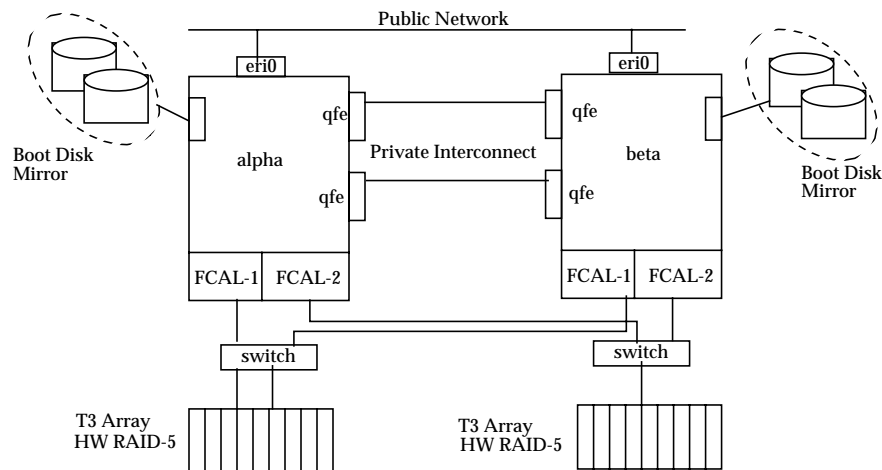 Public Network
eri0
eri0
qfe
qfe
Boot Disk
Mirror
alpha
Private Interconnect
beta
Boot Disk
Mirror
qfe
qfe
FCAL-1
FCAL-2
FCAL-1
FCAL-2
switch
switch
T3 Array
HW RAID-5
T3 Array
HW RAID-5